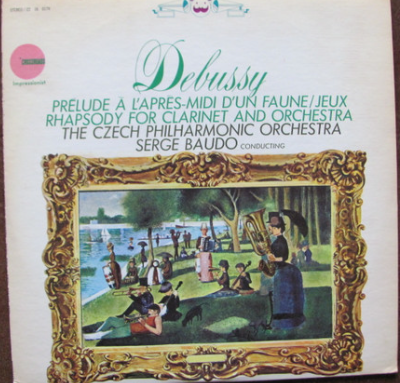 Debussy
PRÉLUDE À L'APRÈS-MIDI D'UN FAUNE/JEUX
RHAPSODY FOR CLARINET AND ORCHESTRA
THE CZECH PHILHARMONIC ORCHESTRA
SERGE BAUDO CONDUCTING
Impressionist